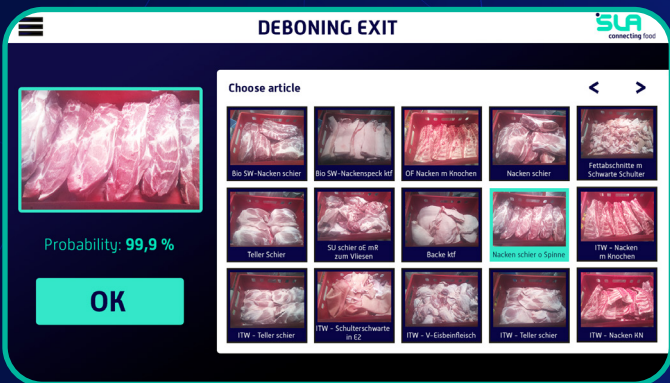 DEBONING EXIT
SLA
connecting food
Choose article
< >
Bio SW-Nacken schier
Bio SW-Nackenspeck ktf
OF Nacken m Knochen
Nacken schier
Fettabschnitte m
Schwarte Schulter
Teller Schier
SU schier oE mR
zum Vliesen
Backe ktf
Nacken schier o Spinne
ITW - Nacken
m Knochen
ITW - Teller schier
ITW - Schulterschwarte
in E2
ITW - V-Eisbeinfleisch
ITW - Teller schier
ITW - Nacken KN
Probability: 99,9 %
OK